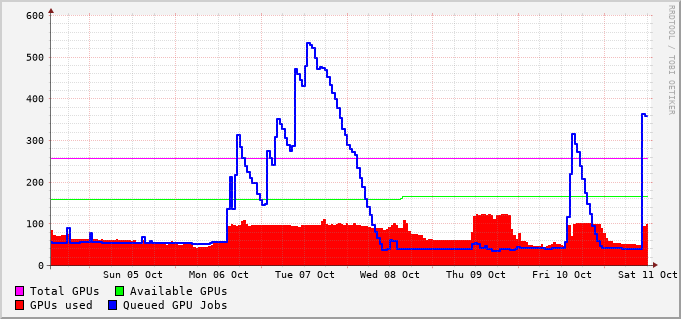 600
500
400
300
200
100
0
Sun 05 Oct Mon 06 Oct Tue 07 Oct Wed 08 Oct Thu 09 Oct Fri 10 Oct Sat 11 Oct
Total GPUs Available GPUs
GPUs used Queued GPU Jobs
RRDTOOL / TOBI OETIKER